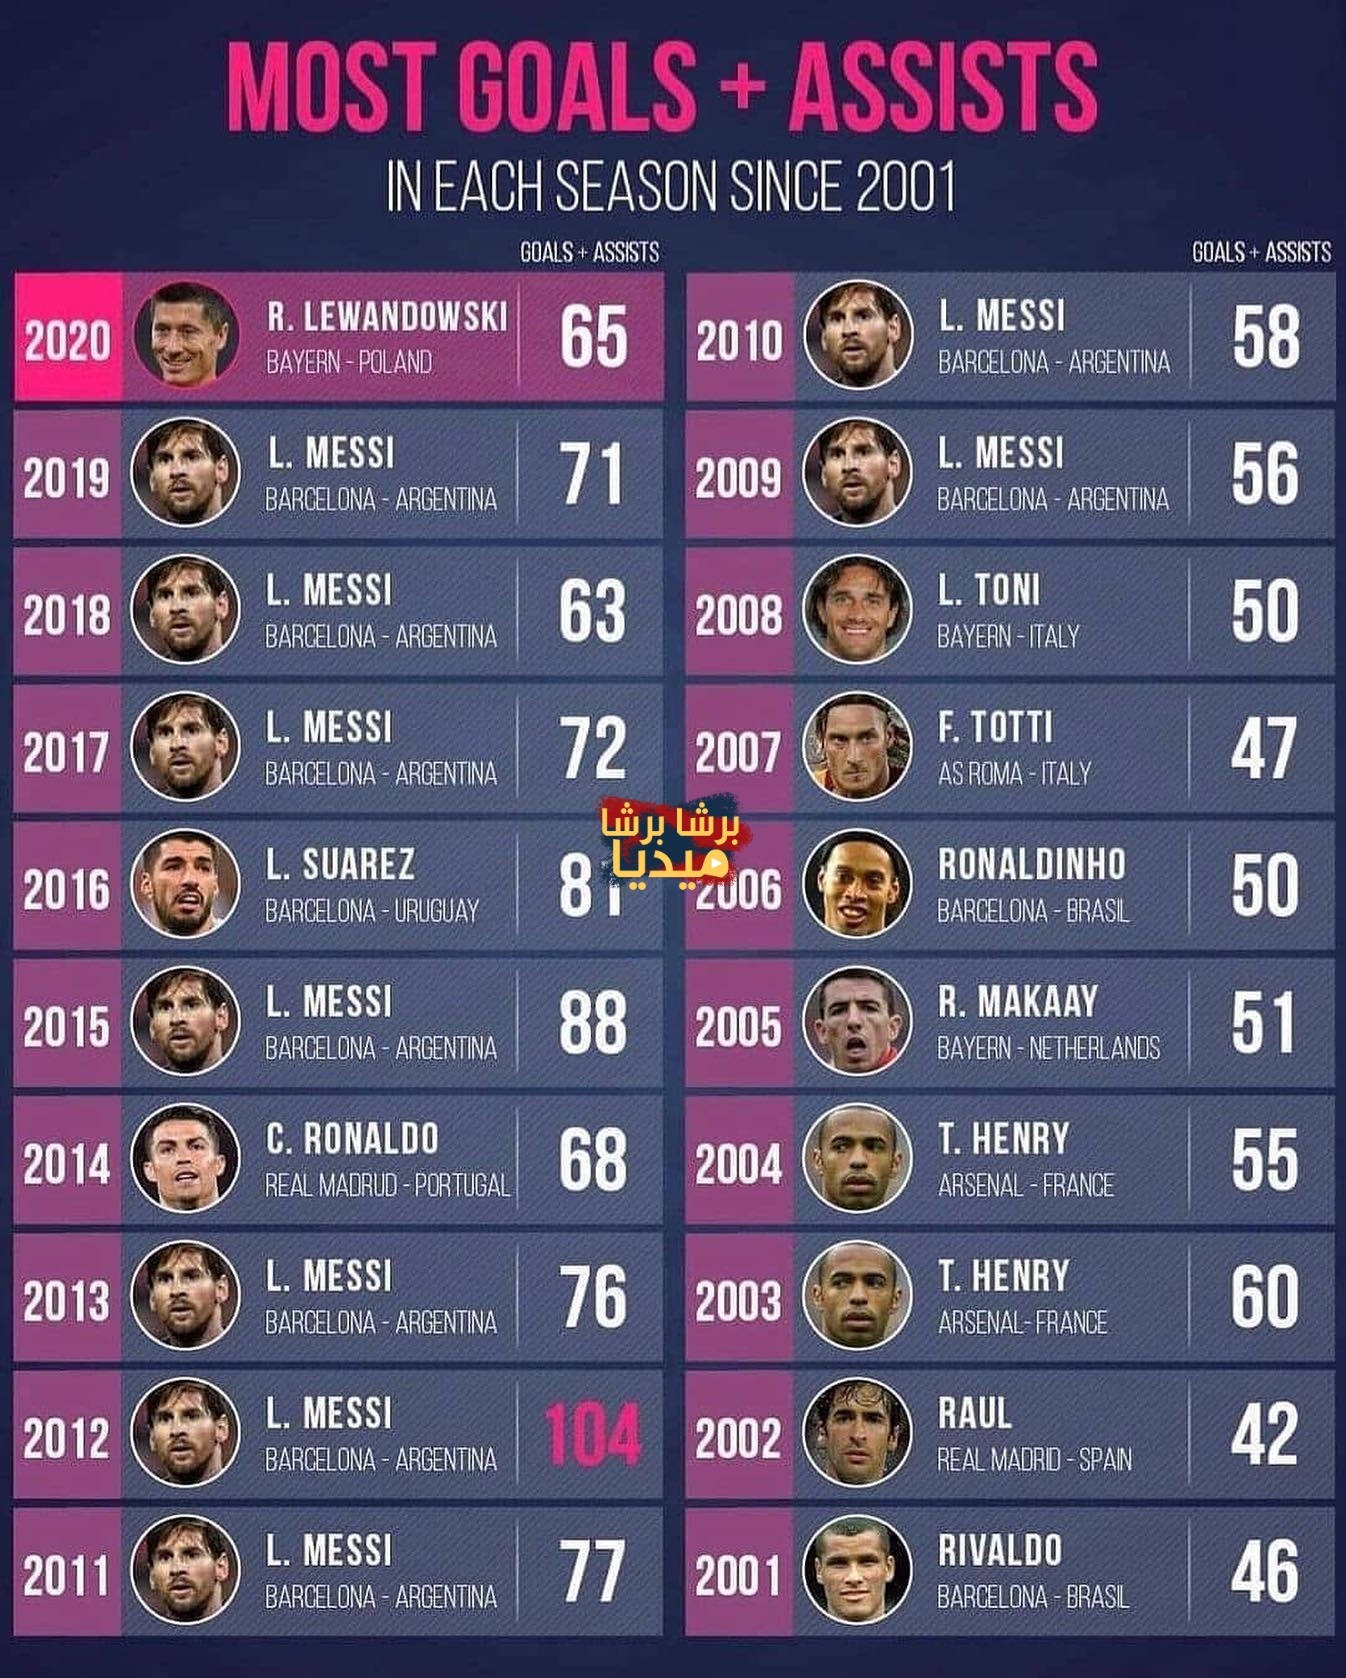 MOST GOALS + ASSISTS
IN EACH SEASON SINCE 2001
GOALS + ASSISTS
2020 R. LEWANDOWSKI 65
BAYERN - POLAND
2019 L. MESSI 71
BARCELONA - ARGENTINA
2018 L. MESSI 63
BARCELONA - ARGENTINA
2017 L. MESSI 72
BARCELONA - ARGENTINA
2016 L. SUAREZ 81
BARCELONA - URUGUAY
2015 L. MESSI 88
BARCELONA - ARGENTINA
2014 C. RONALDO 68
REAL MADRUD - PORTUGAL
2013 L. MESSI 76
BARCELONA - ARGENTINA
2012 L. MESSI 104
BARCELONA - ARGENTINA
2011 L. MESSI 77
BARCELONA - ARGENTINA
GOALS + ASSISTS
2010 L. MESSI 58
BARCELONA - ARGENTINA
2009 L. MESSI 56
BARCELONA - ARGENTINA
2008 L. TONI 50
BAYERN - ITALY
2007 F. TOTTI 47
AS ROMA - ITALY
2006 RONALDINHO 50
BARCELONA - BRASIL
2005 R. MAKAAY 51
BAYERN - NETHERLANDS
2004 T. HENRY 55
ARSENAL - FRANCE
2003 T. HENRY 60
ARSENAL- FRANCE
2002 RAUL 42
REAL MADRID - SPAIN
2001 RIVALDO 46
BARCELONA - BRASIL
برشا برشا
ميديا